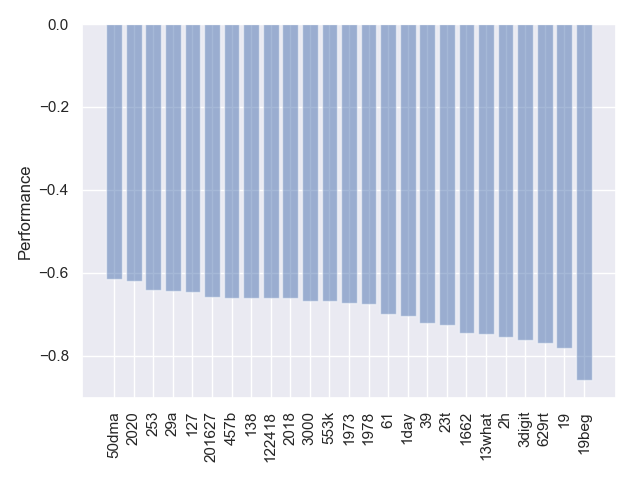 0.0
−0.2
−0.4
−0.6
−0.8
Performance
50dma
2020
253
29a
127
201627
457b
138
122418
2018
3000
553k
1973
1978
61
1day
39
23t
1662
13what
2h
3digit
629rt
19
19beg